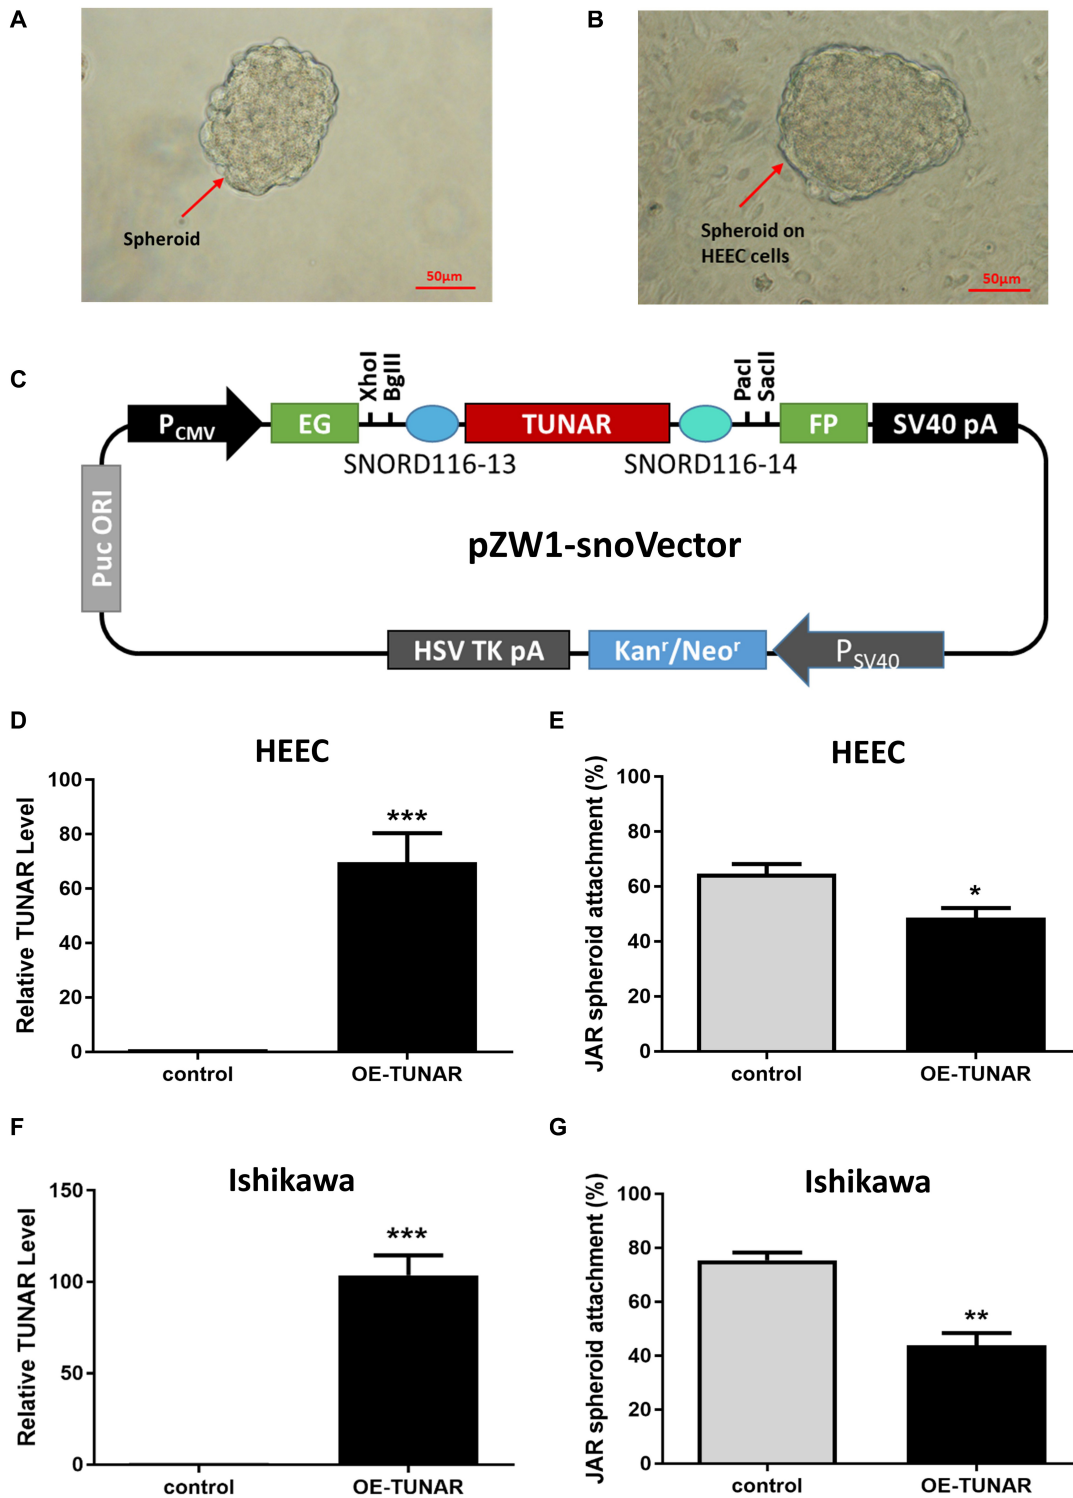 A
Spheroid
50μm
B
Spheroid on
HEEC cells
50μm
C
XhoI
BglII
PacI
SacII
PCMV
EG
TUNAR
FP
SV40 pA
SNORD116-13
SNORD116-14
Puc ORI
pZW1-snoVector
HSV TK pA
Kanr/Neor
PSV40
D
HEEC
Relative TUNAR Level
100
80
60
40
20
0
***
control
OE-TUNAR
E
HEEC
JAR spheroid attachment (%)
100
80
60
40
20
0
*
control
OE-TUNAR
F
Ishikawa
Relative TUNAR Level
150
100
50
0
***
control
OE-TUNAR
G
Ishikawa
JAR spheroid attachment (%)
100
80
60
40
20
0
**
control
OE-TUNAR